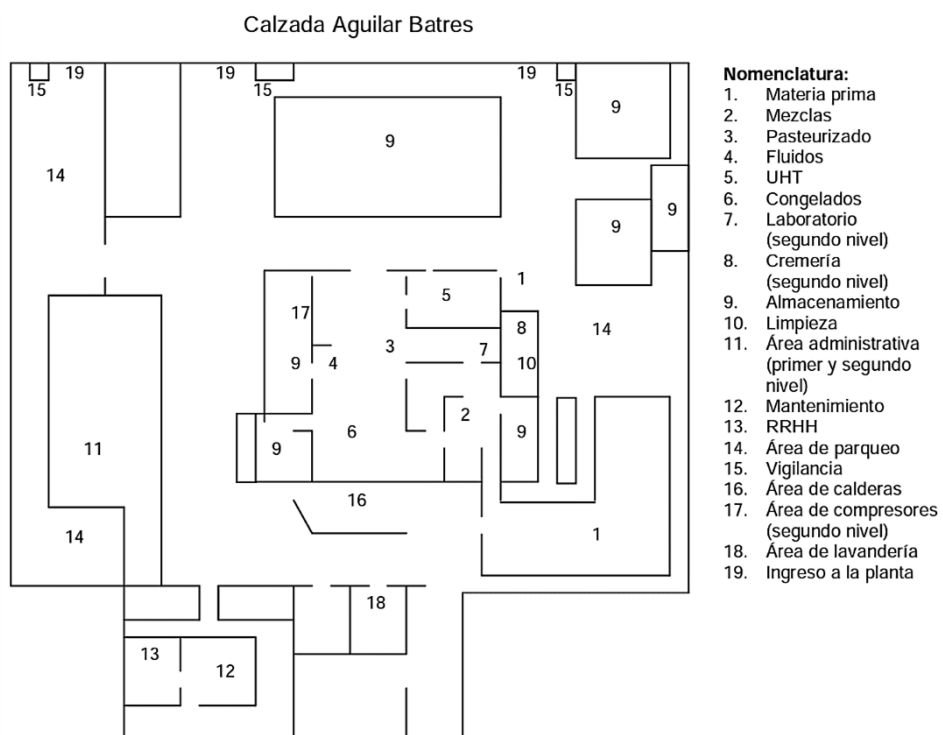 Calzada Aguilar Batres
19
19
19
15
15
15
9
9
14
9
9
1
5
17
8
14
3
7
9
4
10
2
6
9
11
9
16
14
1
18
13
12
Nomenclatura:
1. Materia prima
2. Mezclas
3. Pasteurizado
4. Fluidos
5. UHT
6. Congelados
7. Laboratorio
(segundo nivel)
8. Cremería
(segundo nivel)
9. Almacenamiento
10. Limpieza
11. Área administrativa
(primer y segundo
nivel)
12. Mantenimiento
13. RRHH
14. Área de parqueo
15. Vigilancia
16. Área de calderas
17. Área de compresores
(segundo nivel)
18. Área de lavandería
19. Ingreso a la planta